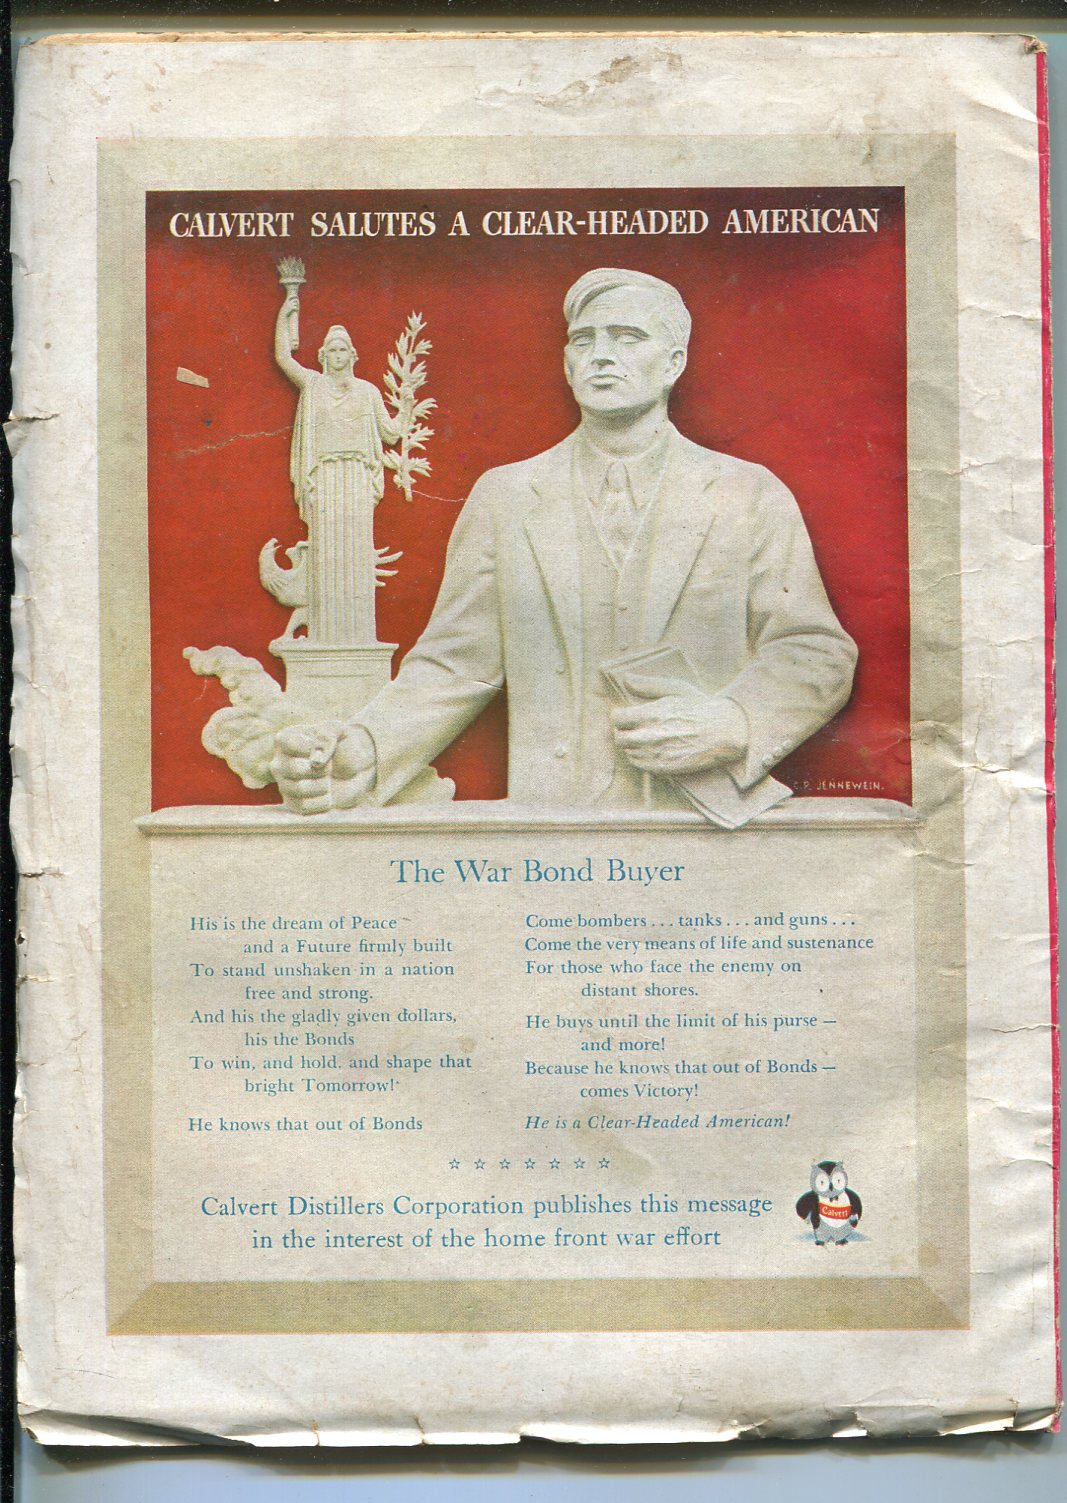 CALVERT SALUTES A CLEAR-HEADED AMERICAN
C. P. JENNEWEIN.
The War Bond Buyer
His is the dream of Peace
and a Future firmly built
To stand unshaken in a nation
free and strong.
And his the gladly given dollars,
his the Bonds
To win, and hold, and shape that
bright Tomorrow!
He knows that out of Bonds
Come bombers . . . tanks . . . and guns . . .
Come the very means of life and sustenance
For those who face the enemy on
distant shores.
He buys until the limit of his purse —
and more!
Because he knows that out of Bonds —
comes Victory!
He is a Clear-Headed American!
☆ ☆ ☆ ☆ ☆ ☆ ☆
Calvert Distillers Corporation publishes this message
in the interest of the home front war effort
Calvert